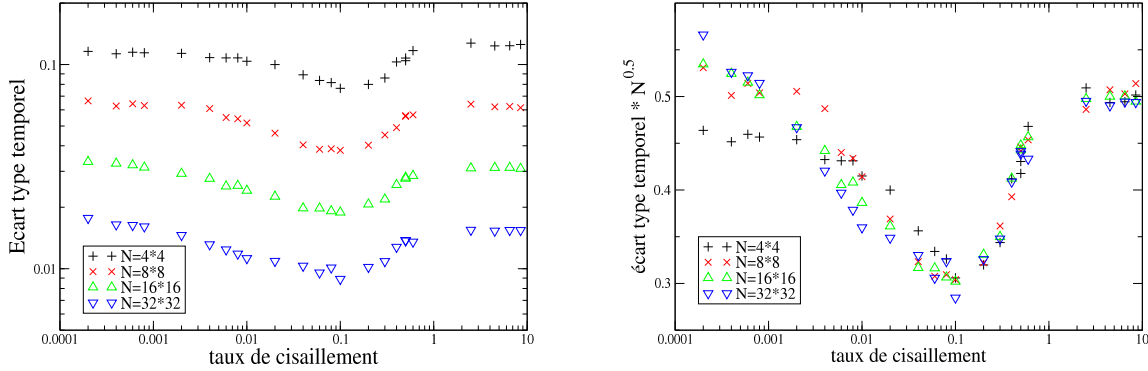 Ecart type temporel
0.1
0.01
N=4*4
N=8*8
N=16*16
N=32*32
0.0001 0.001 0.01 0.1 1 10
taux de cisaillement
écart type temporel * N^0.5
0.5
0.4
0.3
N=4*4
N=8*8
N=16*16
N=32*32
0.0001 0.001 0.01 0.1 1 10
taux de cisaillement